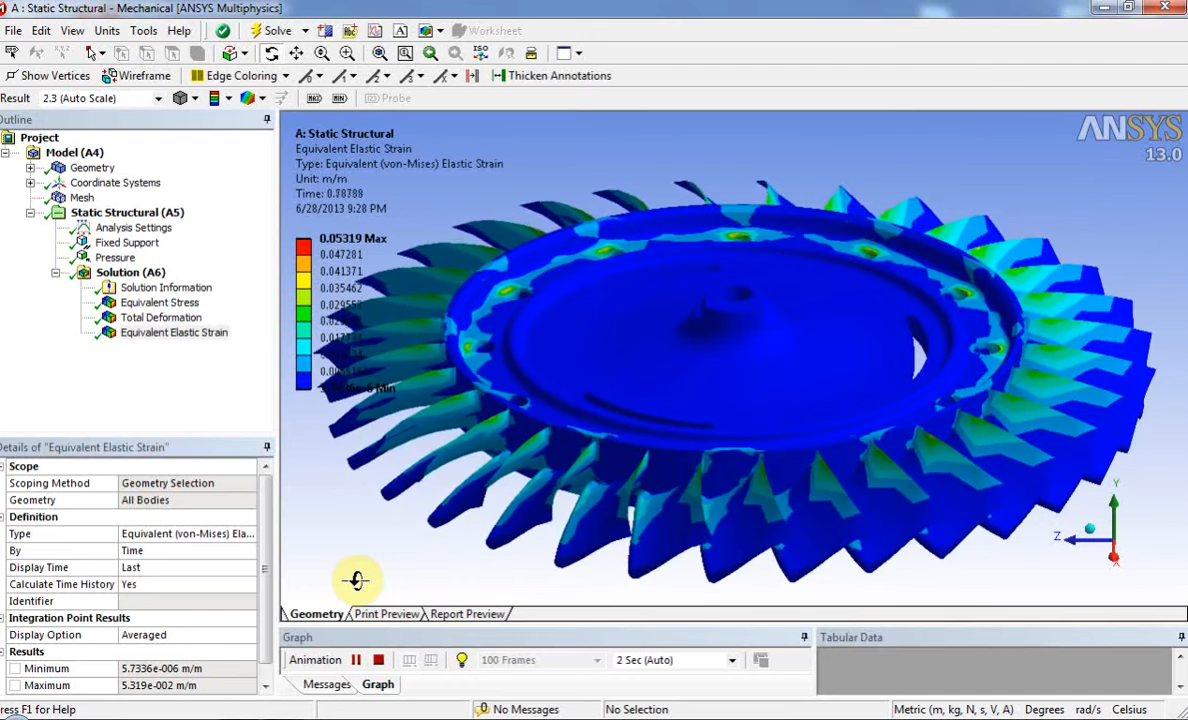 A : Static Structural - Mechanical [ANSYS Multiphysics]
File Edit View Units Tools Help Solve Worksheet
Show Vertices Wireframe Edge Coloring Thicken Annotations
Result 2.3 (Auto Scale) Probe
Outline
Project
Model (A4)
Geometry
Coordinate Systems
Mesh
Static Structural (A5)
Analysis Settings
Fixed Support
Pressure
Solution (A6)
Solution Information
Equivalent Stress
Total Deformation
Equivalent Elastic Strain
Details of "Equivalent Elastic Strain"
Scope
Scoping Method Geometry Selection
Geometry All Bodies
Definition
Type Equivalent (von-Mises) Ela...
By Time
Display Time Last
Calculate Time History Yes
Identifier
Integration Point Results
Display Option Averaged
Results
Minimum 5.7336e-006 m/m
Maximum 5.319e-002 m/m
A: Static Structural
Equivalent Elastic Strain
Type: Equivalent (von-Mises) Elastic Strain
Unit: m/m
6/28/2013 9:28 PM
0.05319 Max
0.047281
0.041371
0.035462
Min
ANSYS
13.0
Y
Z
X
Geometry Print Preview Report Preview
Graph
Animation 100 Frames 2 Sec (Auto)
Messages Graph
Tabular Data
ress F1 for Help No Messages No Selection Metric (m, kg, N, s, V, A) Degrees rad/s Celsius